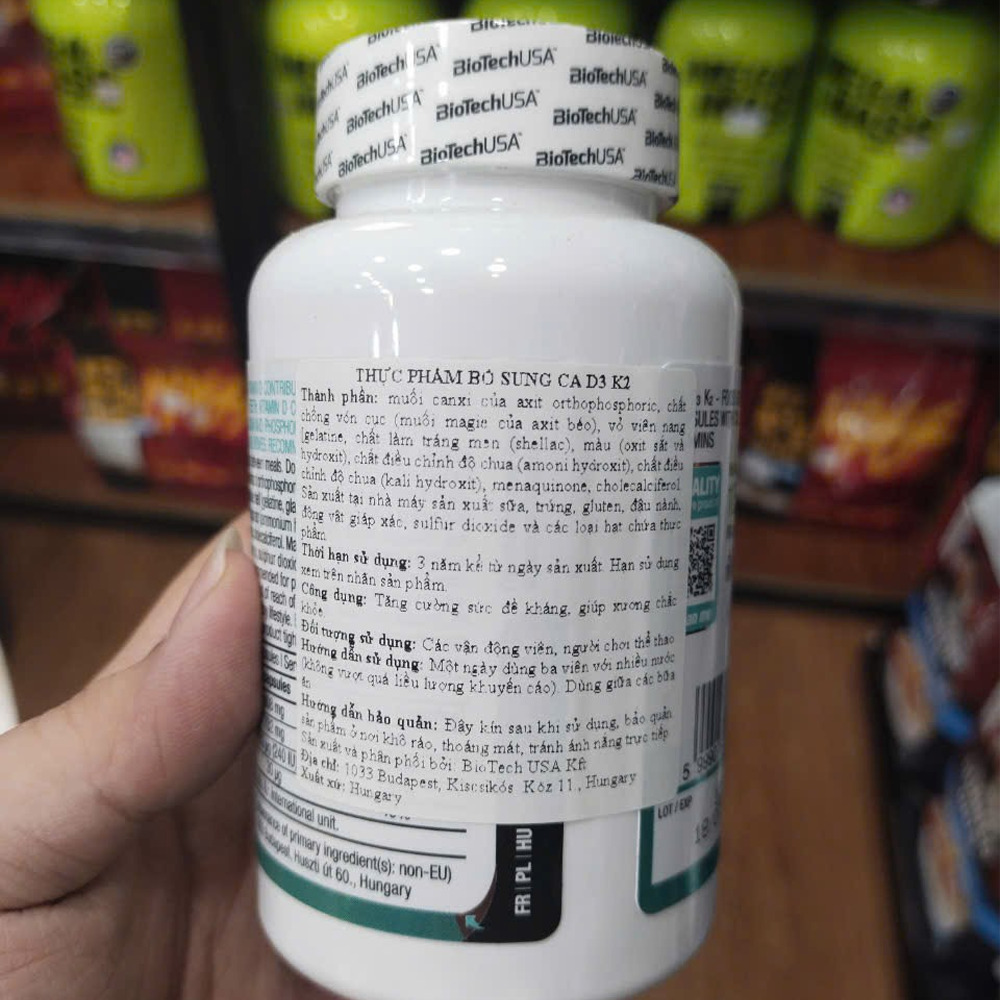 BioTechUSA
BioTechUSA
BioTechUSA
BioTechUSA
BioTechUSA
BioTechUSA
BioTechUSA
BioTechUSA
BioTechUSA
THỰC PHẨM BỔ SUNG CA D3 K2
Thành phần: muối canxi của axit orthophosphoric, chất
chống vón cục (muối magie của axit béo), vỏ viên nang
[gelatine, chất làm trắng men (shellac), màu (oxit sắt và
hydroxit), chất điều chỉnh độ chua (amoni hydroxit), chất điều
chỉnh độ chua (kali hydroxit), menaquinone, cholecalciferol.
Sản xuất tại nhà máy sản xuất sữa, trứng, gluten, đậu nành,
động vật giáp xác, sulfur dioxide và các loại hạt chứa thực
phẩm.
Thời hạn sử dụng: 3 năm kể từ ngày sản xuất. Hạn sử dụng
xem trên nhãn sản phẩm.
Công dụng: Tăng cường sức đề kháng, giúp xương chắc
khỏe.
Đối tượng sử dụng: Các vận động viên, người chơi thể thao
Hướng dẫn sử dụng: Một ngày dùng ba viên với nhiều nước
(không vượt quá liều lượng khuyến cáo). Dùng giữa các bữa
ăn
Hướng dẫn bảo quản: Đậy kín sau khi sử dụng, bảo quản
sản phẩm ở nơi khô ráo, thoáng mát, tránh ánh nắng trực tiếp
Sản xuất và phân phối bởi: BioTech USA Kft
Địa chỉ: 1033 Budapest, Kiscsikós Köz 11., Hungary
Xuất xứ: Hungary
international unit.
of primary ingredient(s): non-EU)
Budapest, Huszti út 60., Hungary
FR | PL | HU
K2 -
ALITY
LOT / EXP